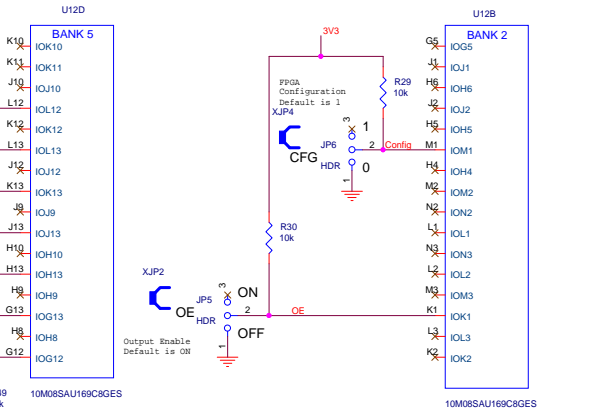 U12D
BANK 5
K10 IOK10
K11 IOK11
J10 IOJ10
L12 IOL12
K12 IOK12
L13 IOL13
J12 IOJ12
K13 IOK13
J9 IOJ9
J13 IOJ13
H10 IOH10
H13 IOH13
H9 IOH9
G13 IOG13
H8 IOH8
G12 IOG12
10M08SAU169C8GES
49
k
3V3
FPGA
Configuration
Default is 1
XJP4
CFG
JP6
HDR
3
1
2
0
1
R29
10k
Config
R30
10k
XJP2
OE
JP5
HDR
3
ON
2
OFF
1
OE
Output Enable
Default is ON
U12B
BANK 2
G5 IOG5
J1 IOJ1
H6 IOH6
J2 IOJ2
H5 IOH5
M1 IOM1
H4 IOH4
M2 IOM2
N2 ION2
L1 IOL1
N3 ION3
L2 IOL2
M3 IOM3
K1 IOK1
L3 IOL3
K2 IOK2
10M08SAU169C8GES